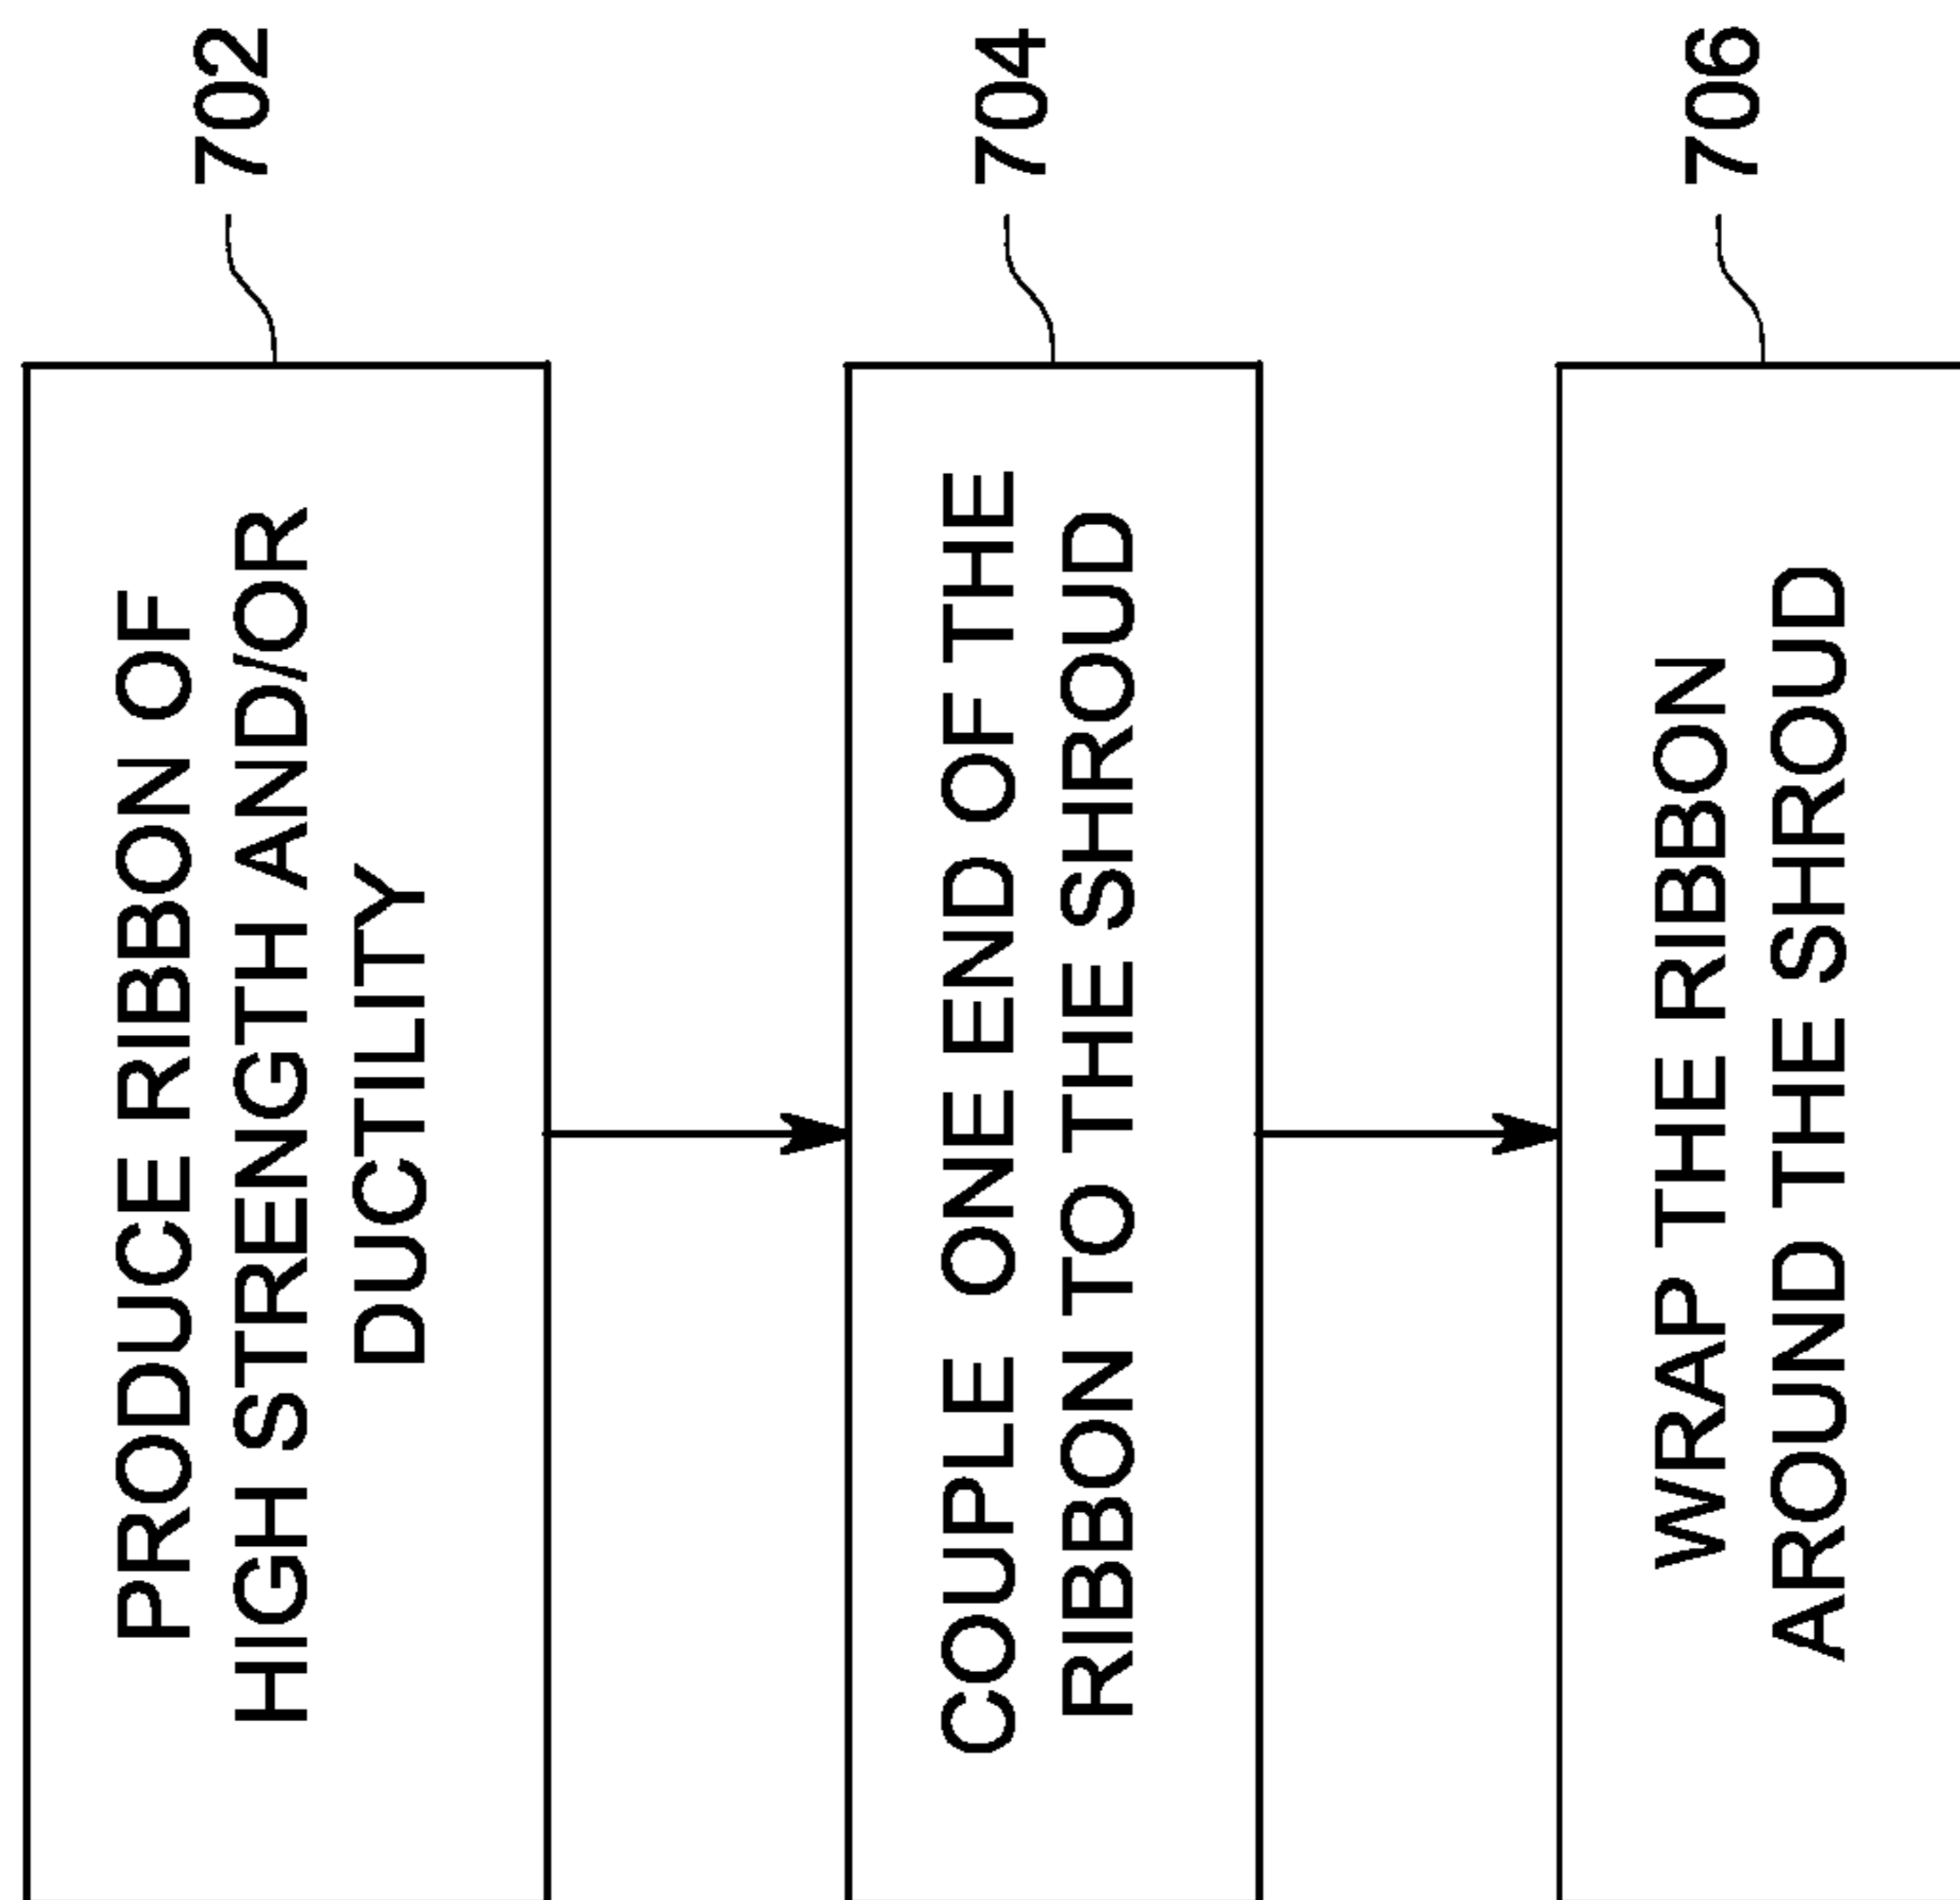 702
PRODUCE RIBBON OF
HIGH STRENGTH AND/OR
DUCTILITY
704
COUPLE ONE END OF THE
RIBBON TO THE SHROUD
706
WRAP THE RIBBON
AROUND THE SHROUD